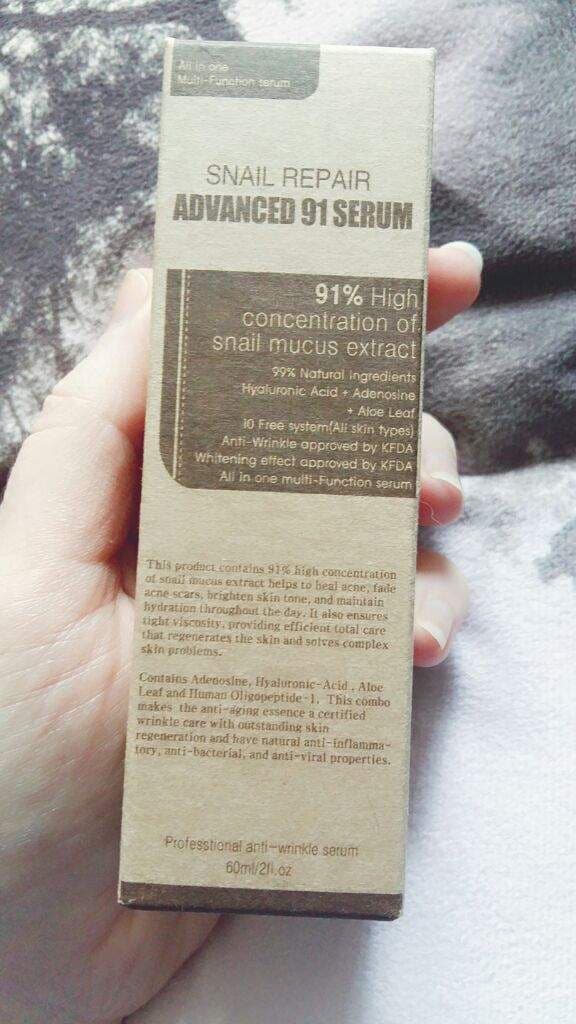 All in one
Multi-Function serum
SNAIL REPAIR
ADVANCED 91 SERUM
91% High
concentration of
snail mucus extract
99% Natural Ingredients
Hyaluronic Acid + Adenosine
+ Aloe Leaf
10 Free system(All skin types)
Anti-Wrinkle approved by KFDA
Whitening effect approved by KFDA
All in one multi-Function serum
This product contains 91% high concentration
of snail mucus extract helps to heal acne, fade
acne scars, brighten skin tone, and maintain
hydration throughout the day. It also ensures
tight viscosity, providing efficient total care
that regenerates the skin and solves complex
skin problems.
Contains Adenosine, Hyaluronic-Acid , Aloe
Leaf and Human Oligopeptide-1. This combo
makes the anti-aging essence a certified
wrinkle care with outstanding skin
regeneration and have natural anti-inflamma-
tory, anti-bacterial, and anti-viral properties.
Professtional anti-wrinkle serum
60ml/2fl.oz